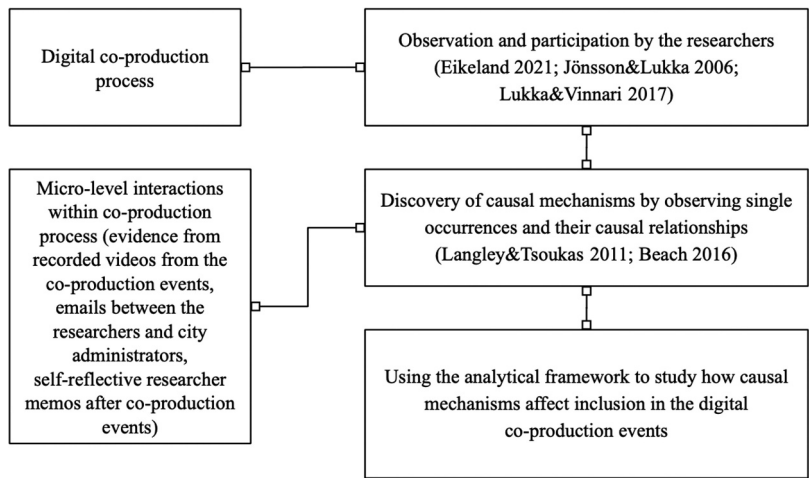 Digital co-production
process
Observation and participation by the researchers
(Eikeland 2021; Jönsson&Lukka 2006;
Lukka&Vinnari 2017)
Micro-level interactions
within co-production
process (evidence from
recorded videos from the
co-production events,
emails between the
researchers and city
administrators,
self-reflective researcher
memos after co-production
events)
Discovery of causal mechanisms by observing single
occurrences and their causal relationships
(Langley&Tsoukas 2011; Beach 2016)
Using the analytical framework to study how causal
mechanisms affect inclusion in the digital
co-production events